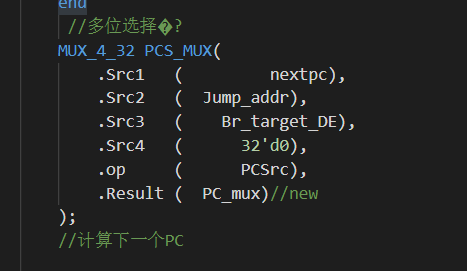 end
//多位选择�?
MUX_4_32 PCS_MUX(
.Src1 ( nextpc),
.Src2 ( Jump_addr),
.Src3 ( Br_target_DE),
.Src4 ( 32'd0),
.op ( PCSrc),
.Result ( PC_mux)//new
);
//计算下一个PC